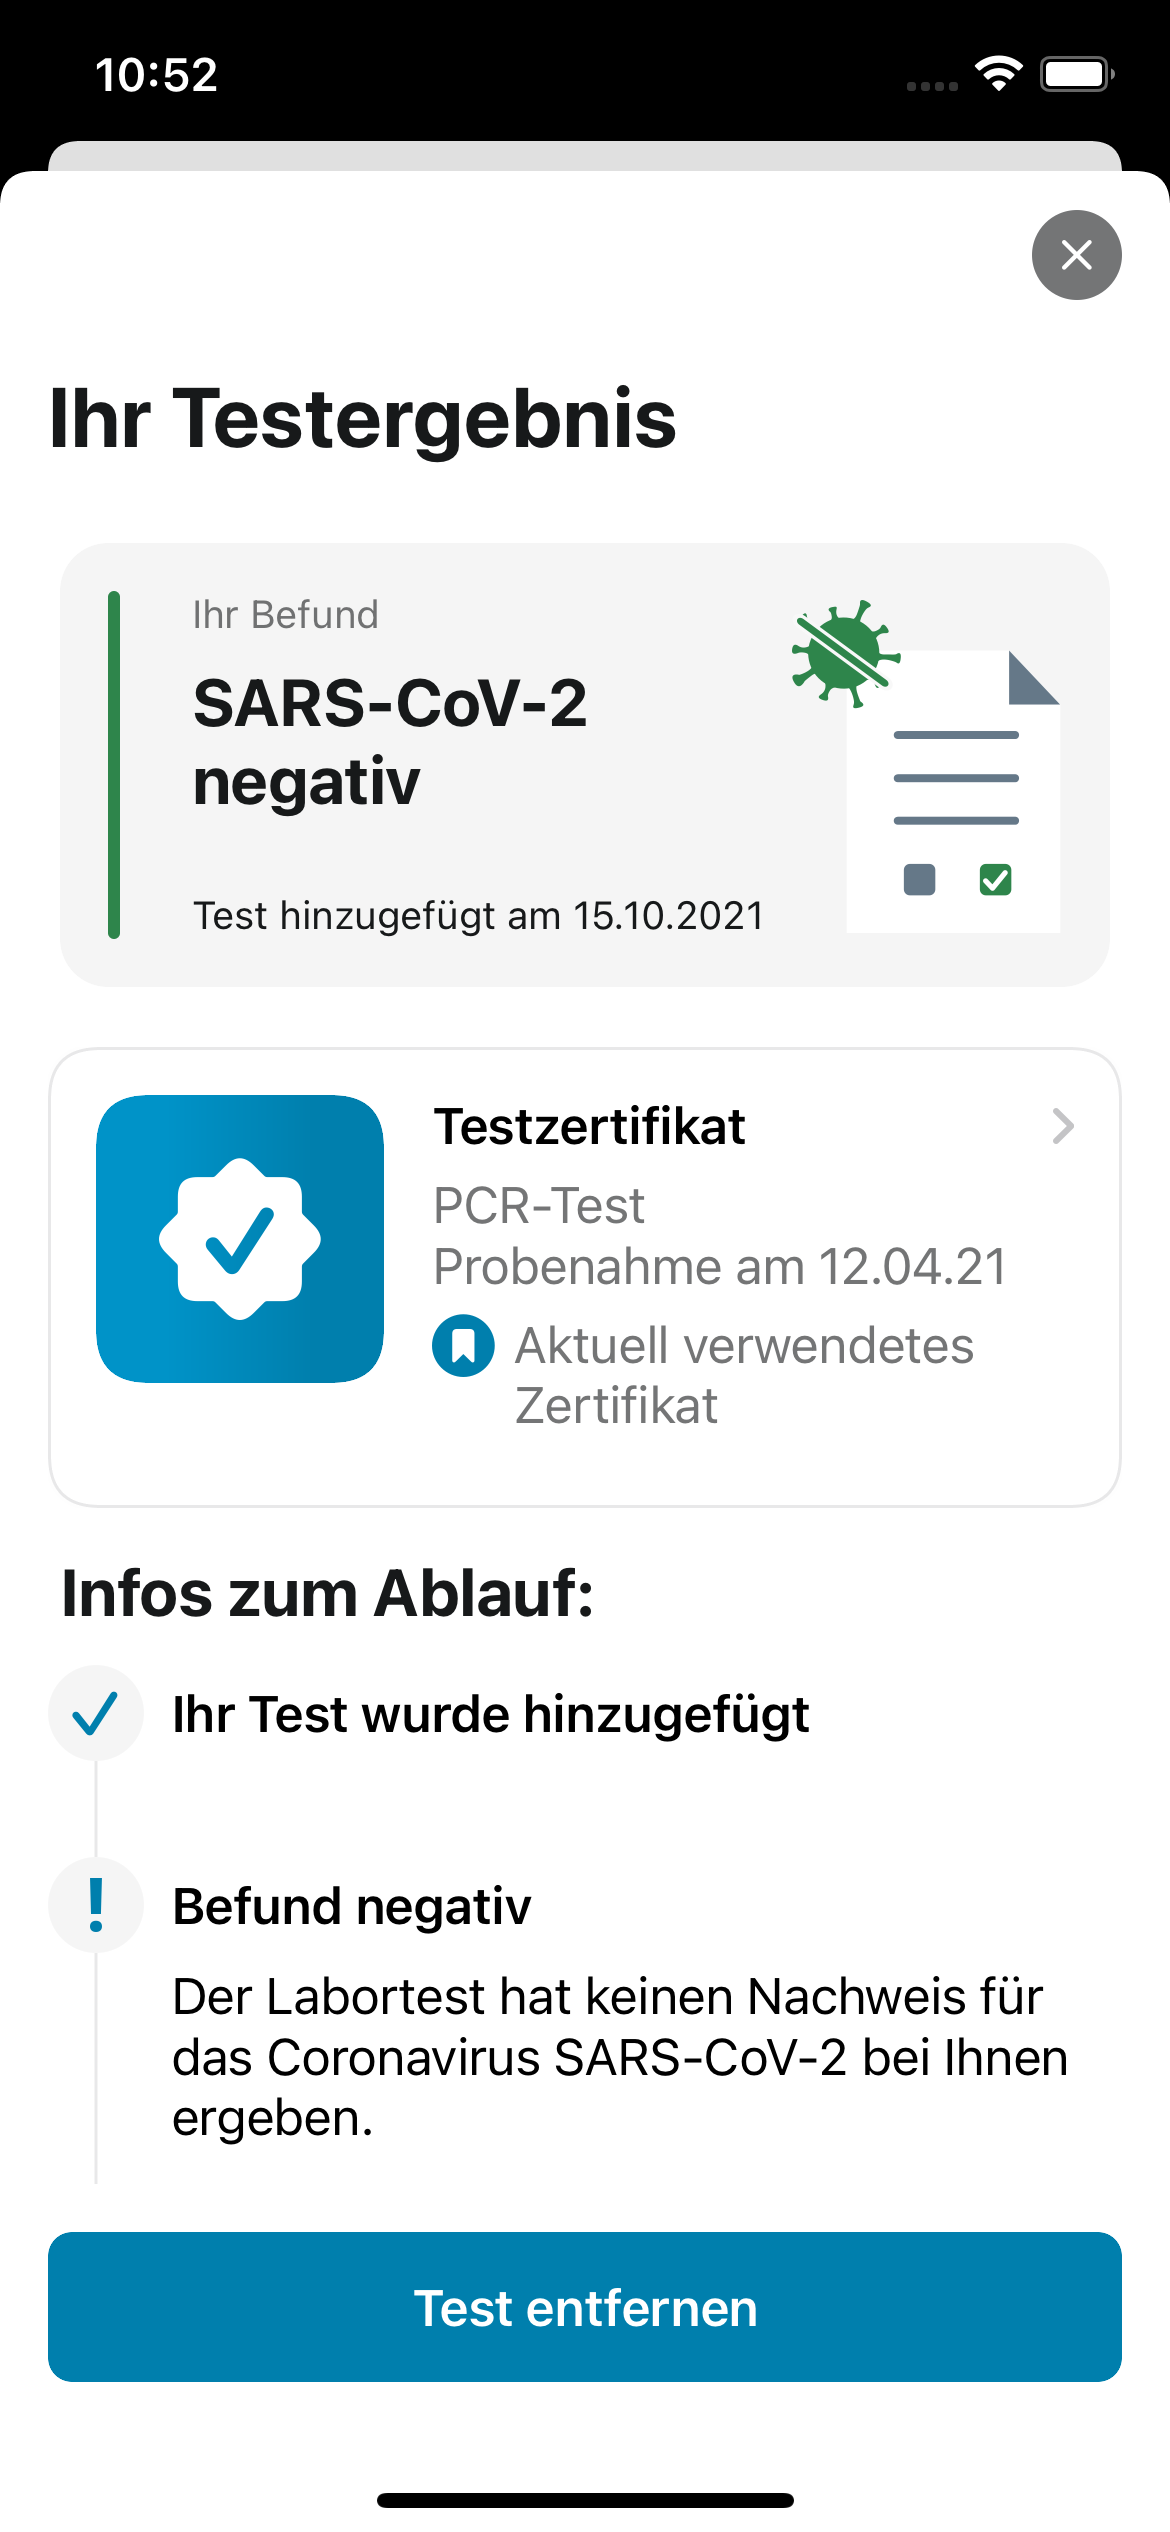 10:52
Ihr Testergebnis
Ihr Befund
SARS-CoV-2
negativ
Test hinzugefügt am 15.10.2021
Testzertifikat
PCR-Test
Probenahme am 12.04.21
Aktuell verwendetes
Zertifikat
Infos zum Ablauf:
Ihr Test wurde hinzugefügt
Befund negativ
Der Labortest hat keinen Nachweis für
das Coronavirus SARS-CoV-2 bei Ihnen
ergeben.
Test entfernen